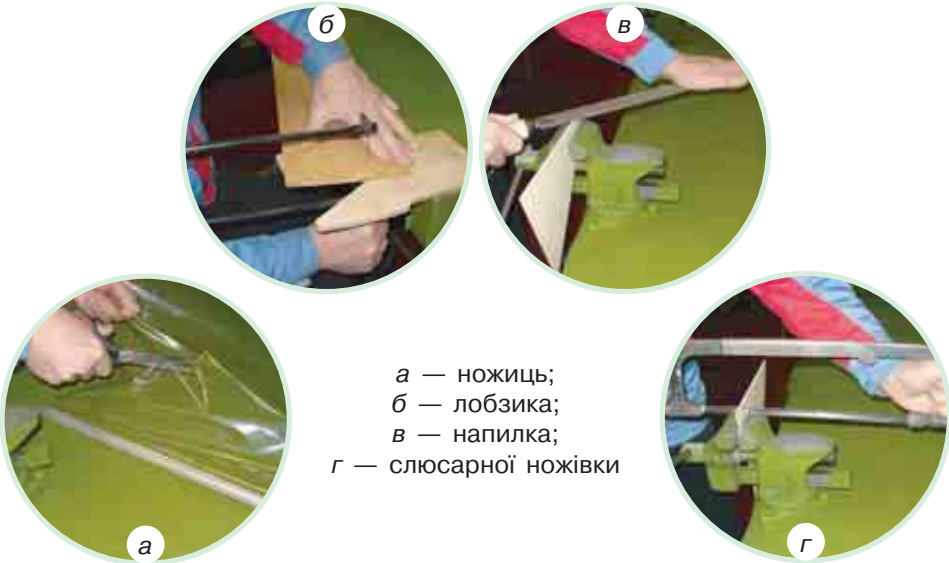 б
в
а — ножиць;
б — лобзика;
в — напилка;
г — слюсарної ножівки
а
г